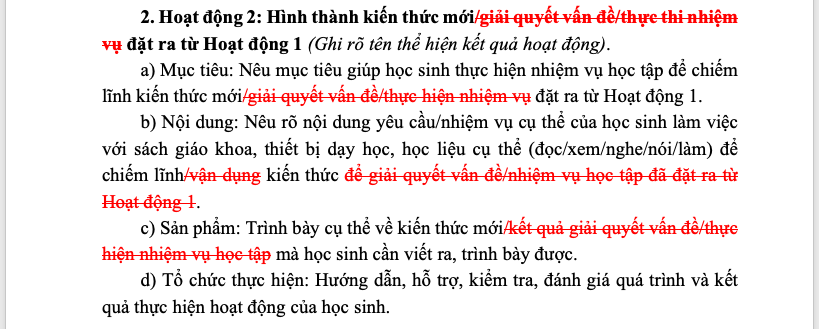 2. Hoạt động 2: Hình thành kiến thức mới/giải quyết vấn đề/thực thi nhiệm
vụ đặt ra từ Hoạt động 1 (Ghi rõ tên thể hiện kết quả hoạt động).
a) Mục tiêu: Nêu mục tiêu giúp học sinh thực hiện nhiệm vụ học tập để chiếm
lĩnh kiến thức mới/giải quyết vấn đề/thực hiện nhiệm vụ đặt ra từ Hoạt động 1.
b) Nội dung: Nêu rõ nội dung yêu cầu/nhiệm vụ cụ thể của học sinh làm việc
với sách giáo khoa, thiết bị dạy học, học liệu cụ thể (đọc/xem/nghe/nói/làm) để
chiếm lĩnh/vận dụng kiến thức để giải quyết vấn đề/nhiệm vụ học tập đã đặt ra từ
Hoạt động 1.
c) Sản phẩm: Trình bày cụ thể về kiến thức mới/kết quả giải quyết vấn đề/thực
hiện nhiệm vụ học tập mà học sinh cần viết ra, trình bày được.
d) Tổ chức thực hiện: Hướng dẫn, hỗ trợ, kiểm tra, đánh giá quá trình và kết
quả thực hiện hoạt động của học sinh.